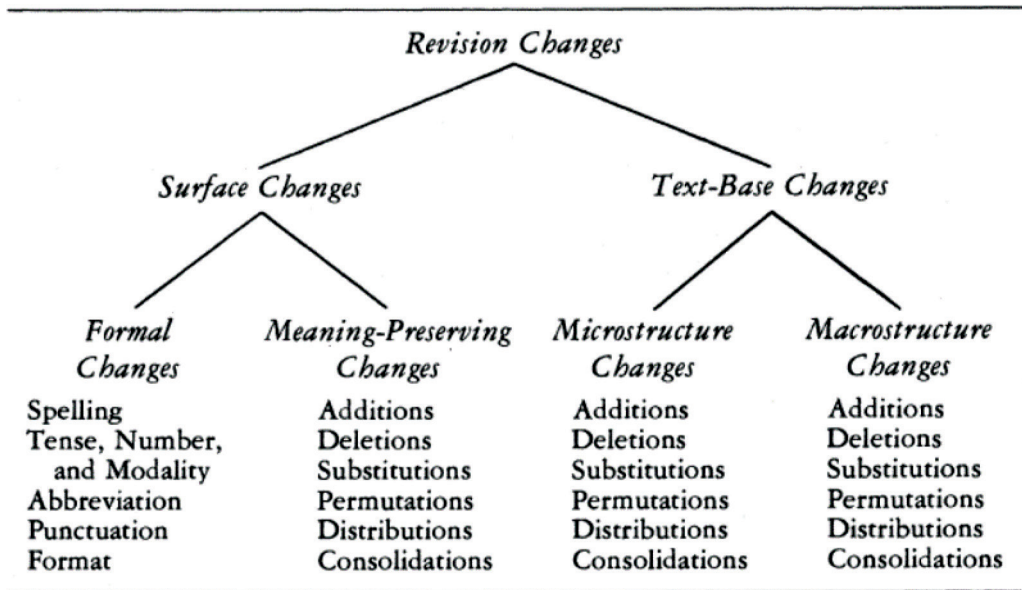 Revision Changes
Surface Changes
Text-Base Changes
Formal
Changes
Spelling
Tense, Number,
and Modality
Abbreviation
Punctuation
Format
Meaning-Preserving
Changes
Additions
Deletions
Substitutions
Permutations
Distributions
Consolidations
Microstructure
Changes
Additions
Deletions
Substitutions
Permutations
Distributions
Consolidations
Macrostructure
Changes
Additions
Deletions
Substitutions
Permutations
Distributions
Consolidations